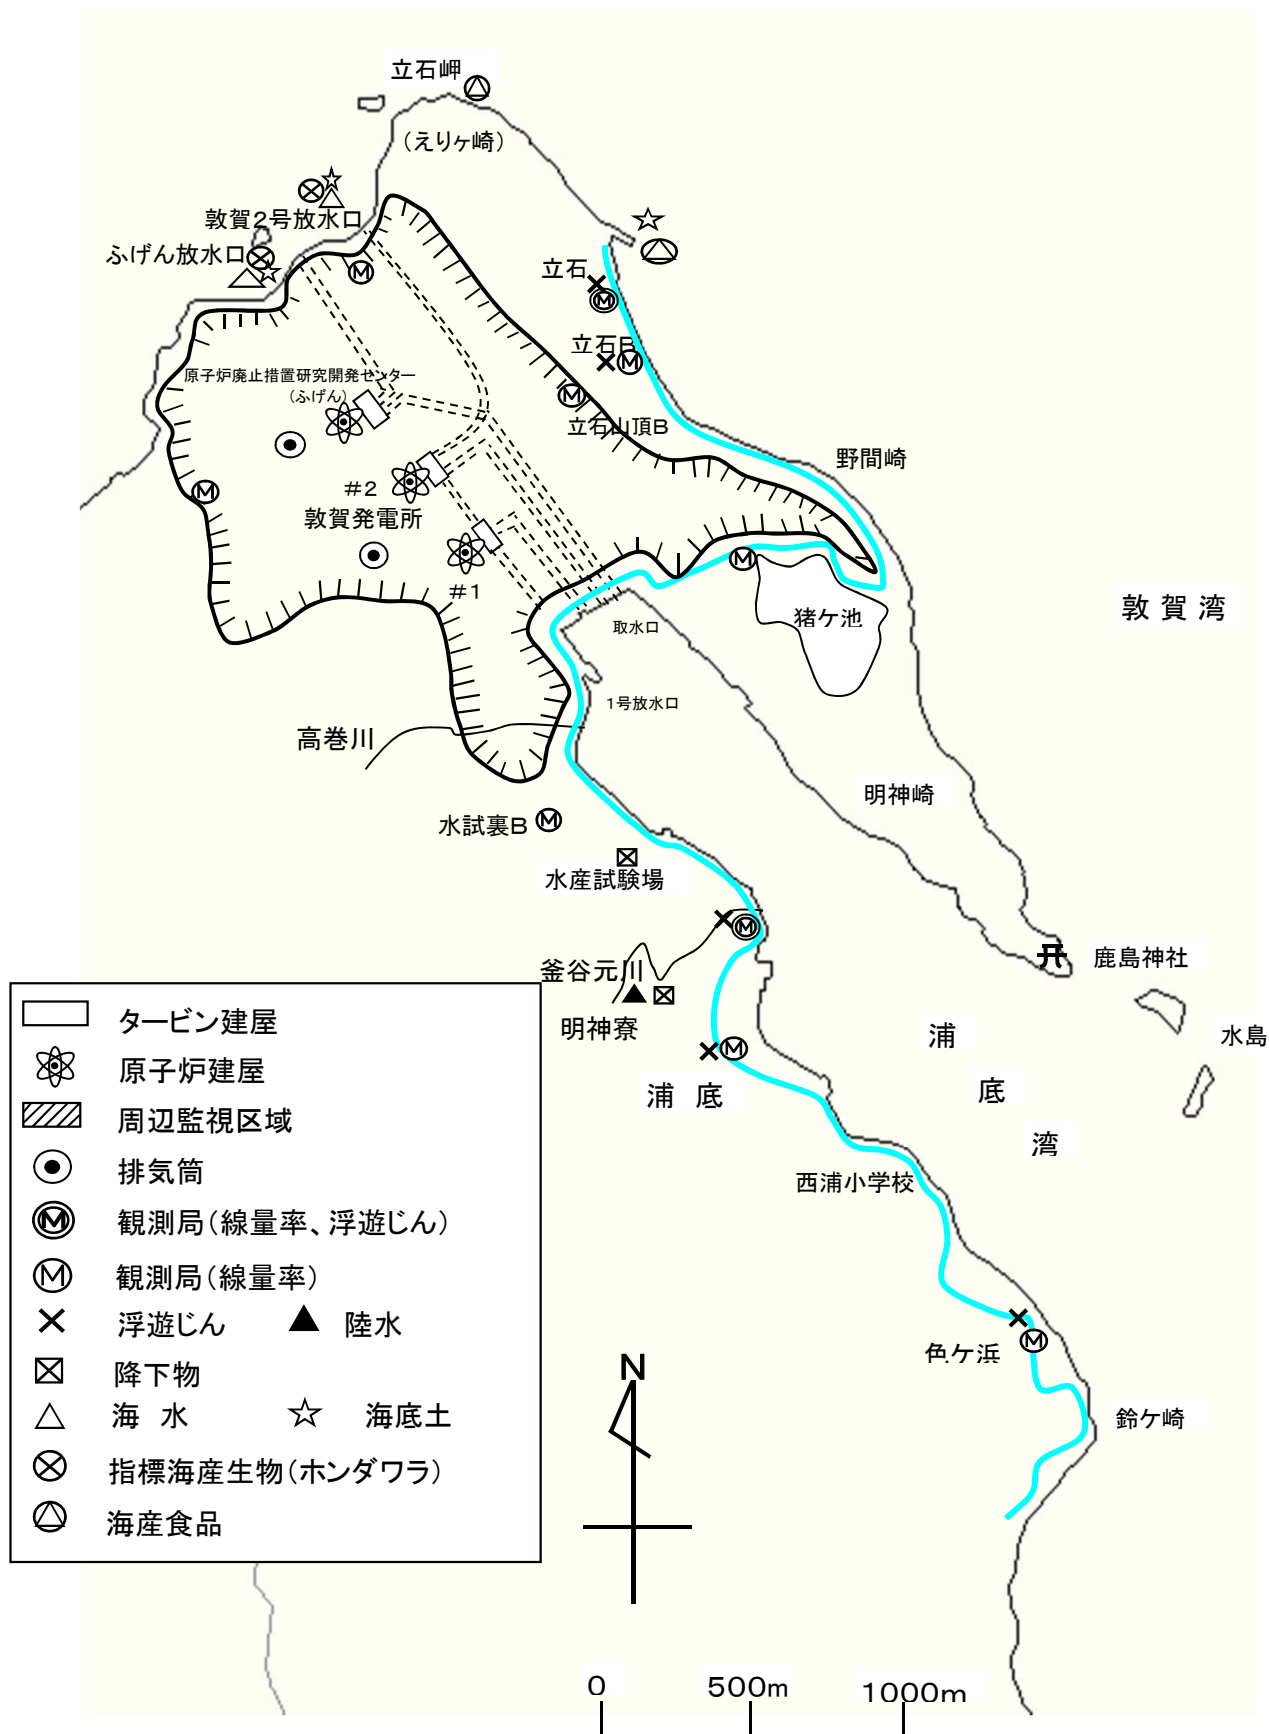 立石岬
(えりヶ崎)
敦賀2号放水口
ふげん放水口
立石
M
M
立石B
M
原子炉廃止措置研究開発センター
(ふげん)
M
立石山頂B
野間崎
M
#2
敦賀発電所
#1
M
猪ケ池
敦賀湾
取水口
1号放水口
高巻川
明神崎
水試裏B
M
水産試験場
M
釜谷元川
鹿島神社
明神寮
水島
M
浦底
浦
底
湾
西浦小学校
色ケ浜
M
鈴ケ崎
タービン建屋
原子炉建屋
周辺監視区域
排気筒
M 観測局(線量率、浮遊じん)
M 観測局(線量率)
浮遊じん 陸水
降下物
海 水 海底土
指標海産生物(ホンダワラ)
海産食品
N
0 500m 1000m